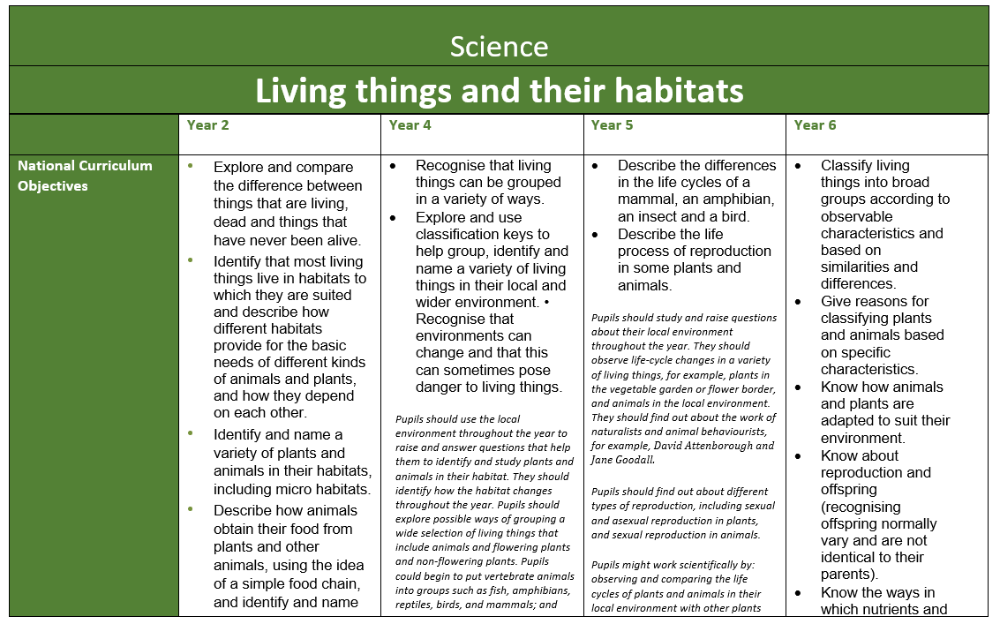 Science
Living things and their habitats
Year 2
Year 4
Year 5
Year 6
National Curriculum
Objectives
• Explore and compare
the difference between
things that are living,
dead and things that
have never been alive.
• Identify that most living
things live in habitats to
which they are suited
and describe how
different habitats
provide for the basic
needs of different kinds
of animals and plants,
and how they depend
on each other.
• Identify and name a
variety of plants and
animals in their habitats,
including micro habitats.
• Describe how animals
obtain their food from
plants and other
animals, using the idea
of a simple food chain,
and identify and name
• Recognise that living
things can be grouped
in a variety of ways.
• Explore and use
classification keys to
help group, identify and
name a variety of living
things in their local and
wider environment. •
Recognise that
environments can
change and that this
can sometimes pose
danger to living things.
Pupils should use the local
environment throughout the year to
raise and answer questions that help
them to identify and study plants and
animals in their habitat. They should
identify how the habitat changes
throughout the year. Pupils should
explore possible ways of grouping a
wide selection of living things that
include animals and flowering plants
and non-flowering plants. Pupils
could begin to put vertebrate animals
into groups such as fish, amphibians,
reptiles, birds, and mammals; and
• Describe the differences
in the life cycles of a
mammal, an amphibian,
an insect and a bird.
• Describe the life
process of reproduction
in some plants and
animals.
Pupils should study and raise questions
about their local environment
throughout the year. They should
observe life-cycle changes in a variety
of living things, for example, plants in
the vegetable garden or flower border,
and animals in the local environment.
They should find out about the work of
naturalists and animal behaviourists,
for example, David Attenborough and
Jane Goodall.
Pupils should find out about different
types of reproduction, including sexual
and asexual reproduction in plants,
and sexual reproduction in animals.
Pupils might work scientifically by:
observing and comparing the life
cycles of plants and animals in their
local environment with other plants
• Classify living
things into broad
groups according to
observable
characteristics and
based on
similarities and
differences.
• Give reasons for
classifying plants
and animals based
on specific
characteristics.
• Know how animals
and plants are
adapted to suit their
environment.
• Know about
reproduction and
offspring
(recognising
offspring normally
vary and are not
identical to their
parents).
• Know the ways in
which nutrients and